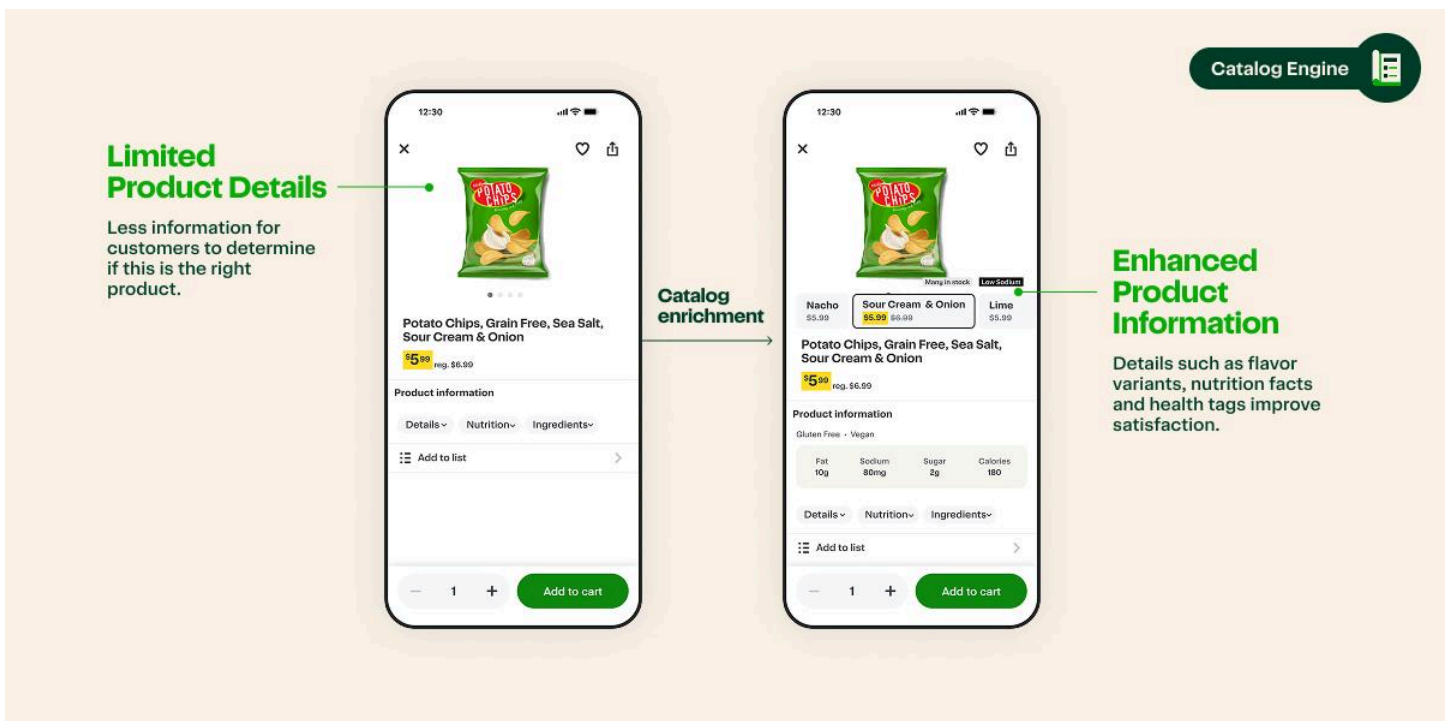 Catalog Engine
Limited
Product Details
Less information for
customers to determine
if this is the right
product.
12:30
POTATO
CHIPS
Potato Chips, Grain Free, Sea Salt,
Sour Cream & Onion
$5 99 reg. $6.99
Product information
Details Nutrition Ingredients
Add to list
1 Add to cart
Catalog
enrichment
12:30
POTATO
CHIPS
Many in stock Low Sodium
Nacho Sour Cream & Onion Lime
$5.99 $5.99 $6.99 $5.99
Potato Chips, Grain Free, Sea Salt,
Sour Cream & Onion
$5 99 reg. $6.99
Product information
Gluten Free • Vegan
Fat Sodium Sugar Calories
10g 80mg 2g 180
Details Nutrition Ingredients
Add to list
1 Add to cart
Enhanced
Product
Information
Details such as flavor
variants, nutrition facts
and health tags improve
satisfaction.